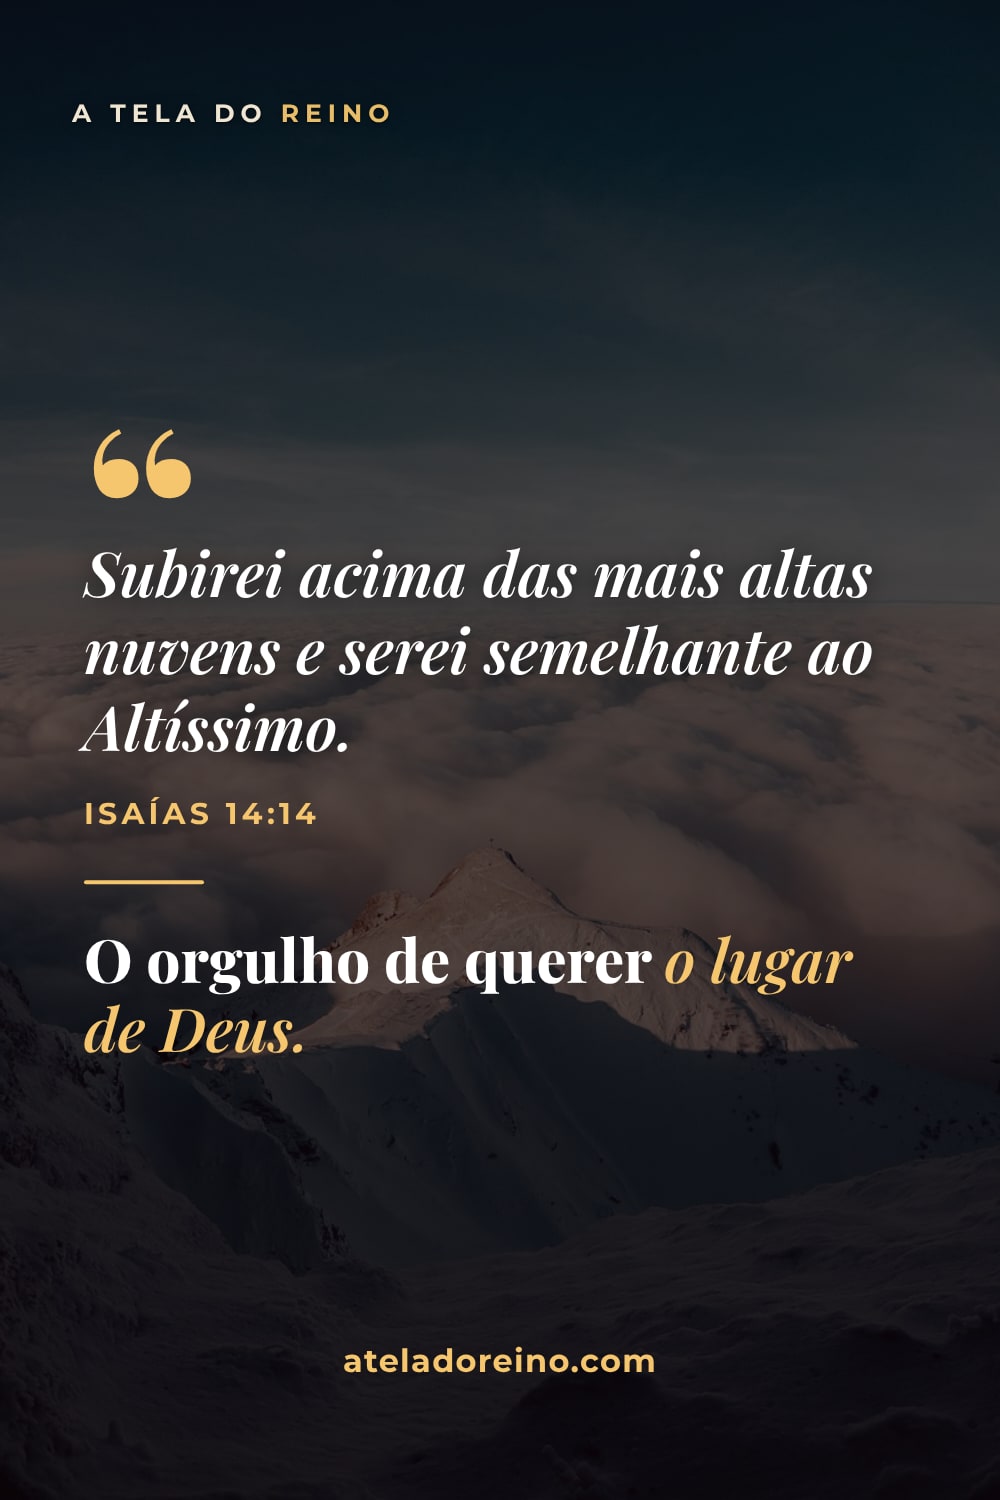 A TELA DO REINO
“
Subirei acima das mais altas
nuvens e serei semelhante ao
Altíssimo.
ISAÍAS 14:14
O orgulho de querer o lugar
de Deus.
ateladoreino.com